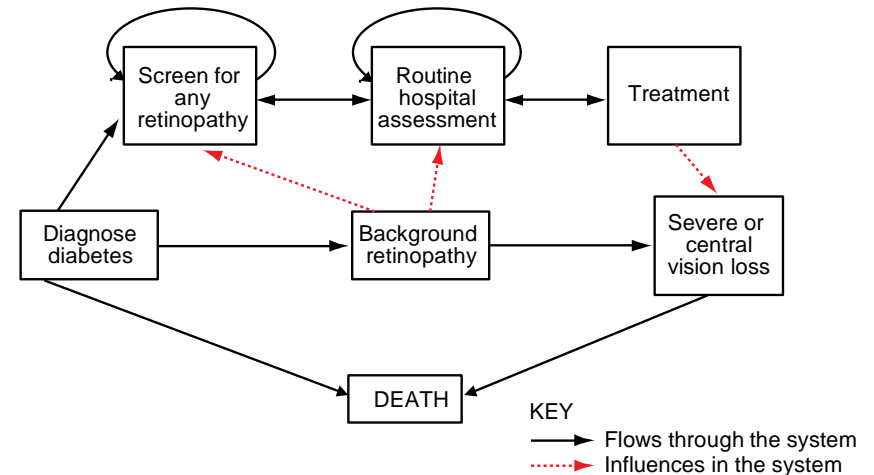 Screen for
any
retinopathy
Routine
hospital
assessment
Treatment
Diagnose
diabetes
Background
retinopathy
Severe or
central
vision loss
DEATH
KEY
Flows through the system
Influences in the system